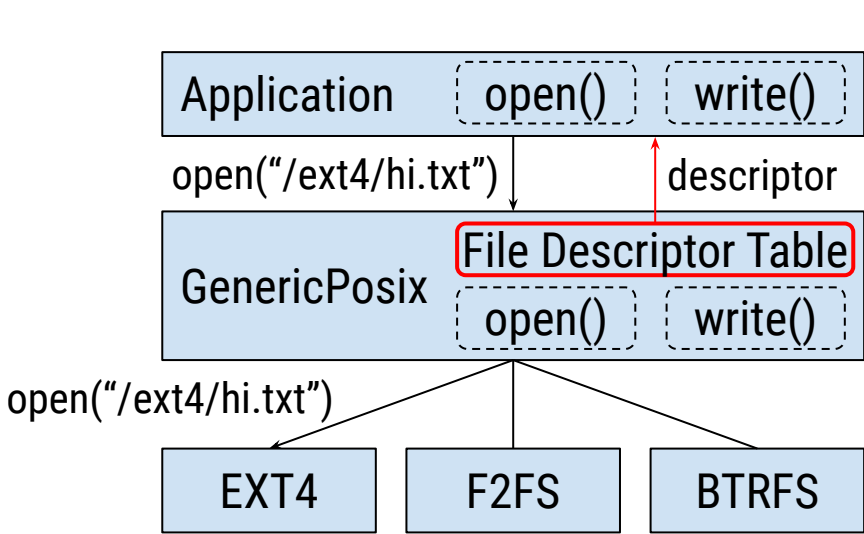 Application open() write()
open(“/ext4/hi.txt”) descriptor
File Descriptor Table
GenericPosix
open() write()
open(“/ext4/hi.txt”)
EXT4 F2FS BTRFS